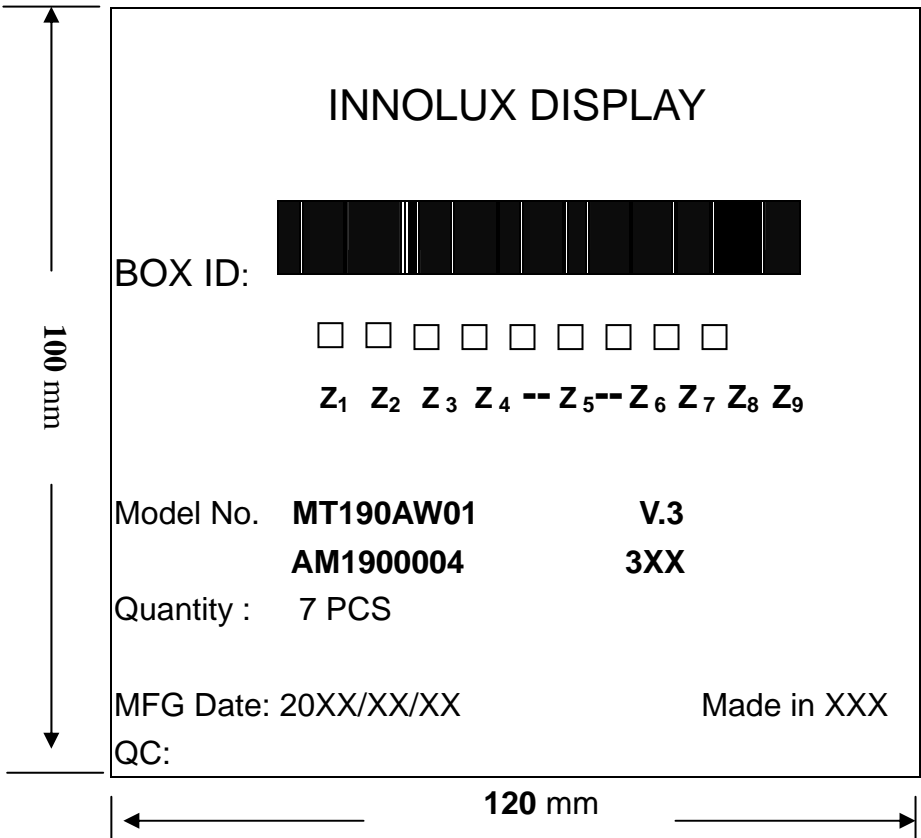 INNOLUX DISPLAY
BOX ID:
□ □ □ □ □ □ □ □ □
Z1 Z2 Z3 Z4 -- Z5-- Z6 Z7 Z8 Z9
100 mm
Model No. MT190AW01 V.3
AM1900004 3XX
Quantity : 7 PCS
MFG Date: 20XX/XX/XX Made in XXX
QC:
120 mm